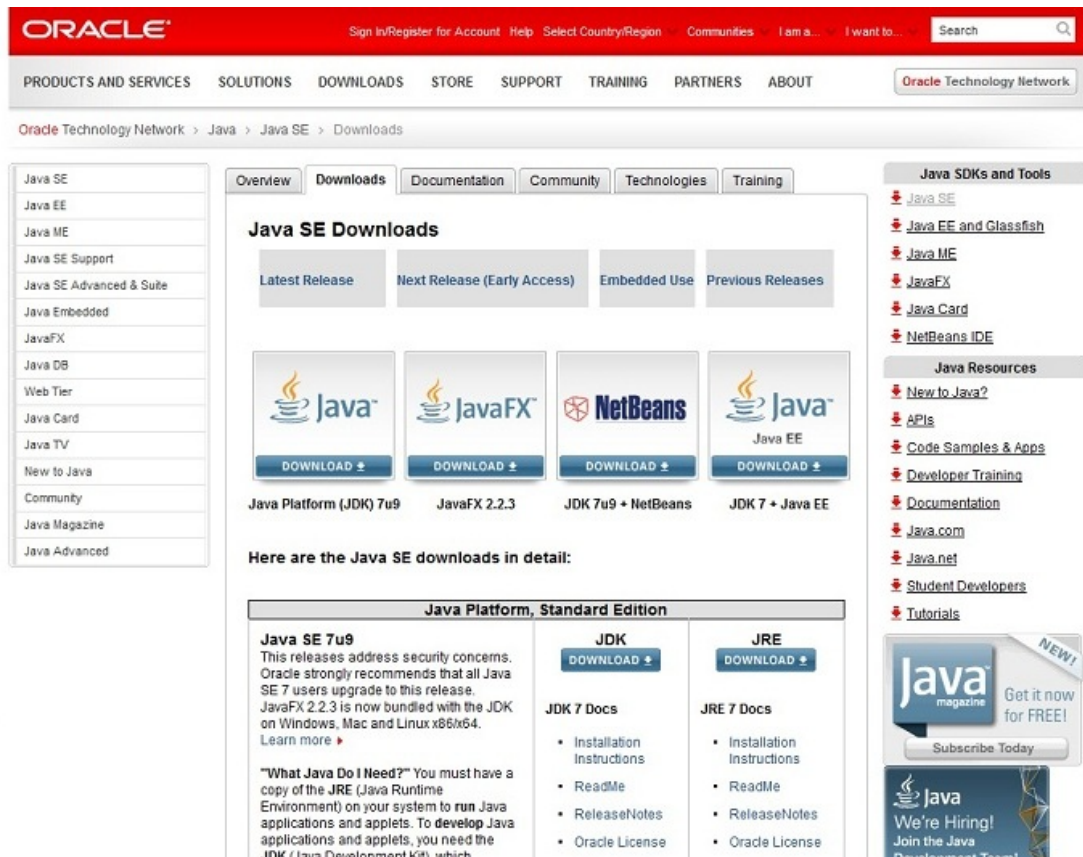 ORACLE
Sign In/Register for Account Help Select Country/Region Communities I am a... I want to... Search
PRODUCTS AND SERVICES SOLUTIONS DOWNLOADS STORE SUPPORT TRAINING PARTNERS ABOUT Oracle Technology Network
Oracle Technology Network > Java > Java SE > Downloads
Java SE
Java EE
Java ME
Java SE Support
Java SE Advanced & Suite
Java Embedded
JavaFX
Java DB
Web Tier
Java Card
Java TV
New to Java
Community
Java Magazine
Java Advanced
Overview Downloads Documentation Community Technologies Training
Java SE Downloads
Latest Release Next Release (Early Access) Embedded Use Previous Releases
Java JavaFX NetBeans Java
Java EE
DOWNLOAD DOWNLOAD DOWNLOAD DOWNLOAD
Java Platform (JDK) 7u9 JavaFX 2.2.3 JDK 7u9 + NetBeans JDK 7 + Java EE
Here are the Java SE downloads in detail:
Java Platform, Standard Edition
Java SE 7u9
This releases address security concerns.
Oracle strongly recommends that all Java
SE 7 users upgrade to this release.
JavaFX 2.2.3 is now bundled with the JDK
on Windows, Mac and Linux x86/x64.
Learn more
"What Java Do I Need?" You must have a
copy of the JRE (Java Runtime
Environment) on your system to run Java
applications and applets. To develop Java
applications and applets, you need the
JDK (Java Development Kit), which
JDK
DOWNLOAD
JDK 7 Docs
Installation
Instructions
ReadMe
ReleaseNotes
Oracle License
JRE
DOWNLOAD
JRE 7 Docs
Installation
Instructions
ReadMe
ReleaseNotes
Oracle License
Java SDKs and Tools
Java SE
Java EE and Glassfish
Java ME
JavaFX
Java Card
NetBeans IDE
Java Resources
New to Java?
APIs
Code Samples & Apps
Developer Training
Documentation
Java.com
Java.net
Student Developers
Tutorials
NEW!
Java
magazine
Get it now
for FREE!
Subscribe Today
Java
We're Hiring!
Join the Java
Development Team!